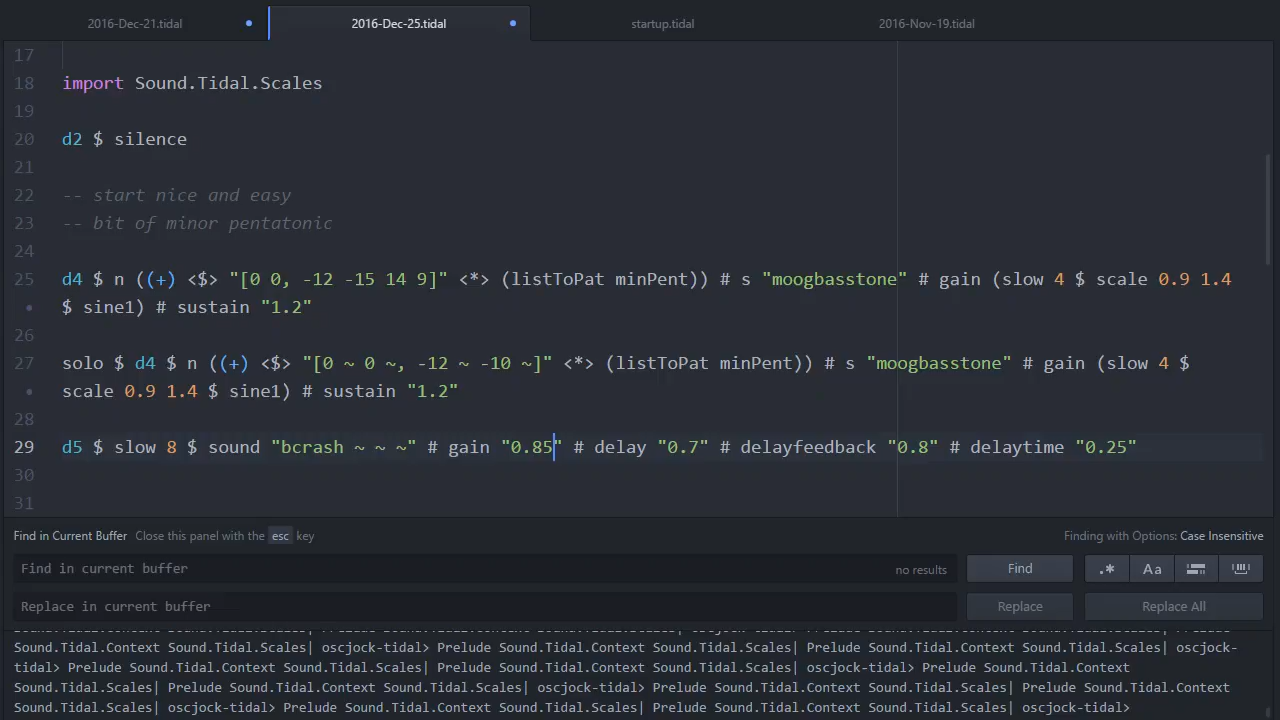 2016-Dec-21.tidal 2016-Dec-25.tidal startup.tidal 2016-Nov-19.tidal
17
18 import Sound.Tidal.Scales
19
20 d2 $ silence
21
22 -- start nice and easy
23 -- bit of minor pentatonic
24
25 d4 $ n ((+) <$> "[0 0, -12 -15 14 9]" <*> (listToPat minPent)) # s "moogbasstone" # gain (slow 4 $ scale 0.9 1.4
• $ sine1) # sustain "1.2"
26
27 solo $ d4 $ n ((+) <$> "[0 ~ 0 ~, -12 ~ -10 ~]" <*> (listToPat minPent)) # s "moogbasstone" # gain (slow 4 $
• scale 0.9 1.4 $ sine1) # sustain "1.2"
28
29 d5 $ slow 8 $ sound "bcrash ~ ~ ~" # gain "0.85" # delay "0.7" # delayfeedback "0.8" # delaytime "0.25"
30
31
Find in Current Buffer Close this panel with the esc key Finding with Options: Case Insensitive
Find in current buffer no results Find .* Aa
Replace in current buffer Replace Replace All
Sound.Tidal.Context Sound.Tidal.Scales| oscjock-tidal> Prelude Sound.Tidal.Context Sound.Tidal.Scales| Prelude Sound.Tidal.Context Sound.Tidal.Scales| oscjock-
tidal> Prelude Sound.Tidal.Context Sound.Tidal.Scales| Prelude Sound.Tidal.Context Sound.Tidal.Scales| oscjock-tidal> Prelude Sound.Tidal.Context
Sound.Tidal.Scales| Prelude Sound.Tidal.Context Sound.Tidal.Scales| oscjock-tidal> Prelude Sound.Tidal.Context Sound.Tidal.Scales| Prelude Sound.Tidal.Context
Sound.Tidal.Scales| oscjock-tidal> Prelude Sound.Tidal.Context Sound.Tidal.Scales| Prelude Sound.Tidal.Context Sound.Tidal.Scales| oscjock-tidal>